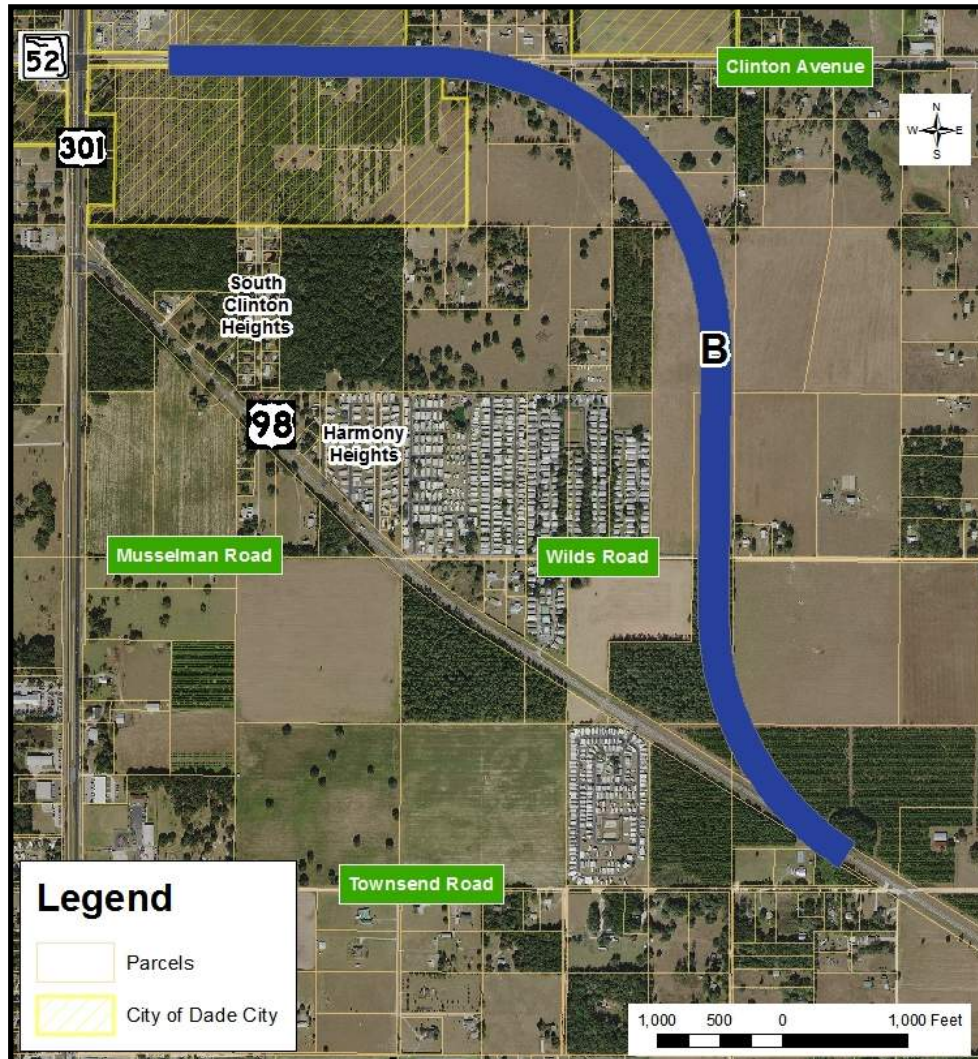 52
Clinton Avenue
301
N
W E
S
South
Clinton
Heights
B
98
Harmony
Heights
Musselman Road
Wilds Road
Townsend Road
Legend
Parcels
City of Dade City
1,000 500 0 1,000 Feet